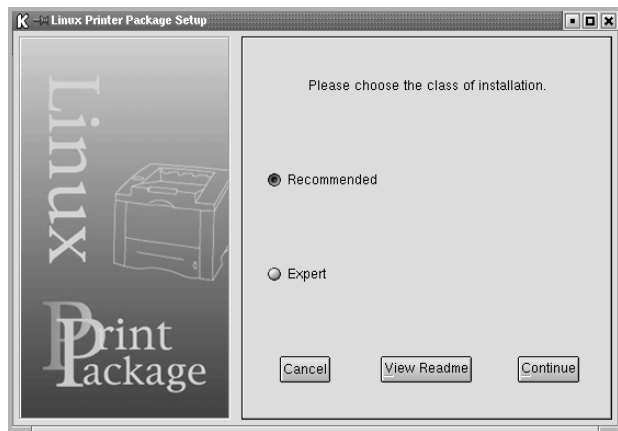 Linux Printer Package Setup
Linux
Print
Package
Please choose the class of installation.
Recommended
Expert
Cancel
View Readme
Continue